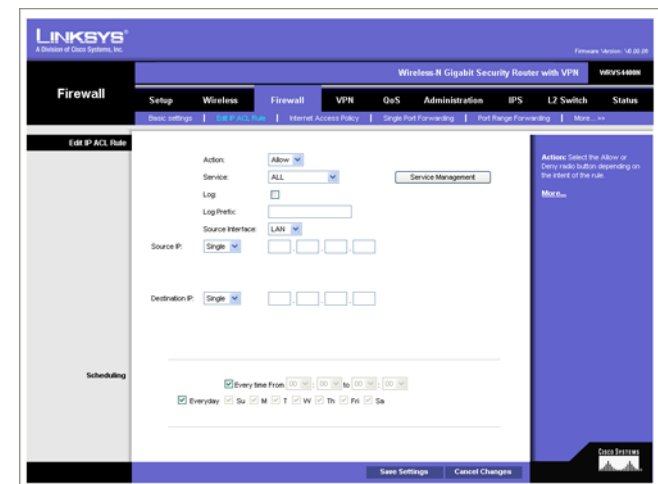 LINKSYS®
A Division of Cisco Systems, Inc.
Firmware Version: V0.00.05
Wireless-N Gigabit Security Router with VPN WRVS4400N
Firewall
Setup Wireless Firewall VPN QoS Administration IPS L2 Switch Status
Basic settings | Edit IP ACL Rule | Internet Access Policy | Single Port Forwarding | Port Range Forwarding | More... >>
Edit IP ACL Rule
Action: Allow
Service: ALL Service Management
Log:
Log Prefix:
Source Interface: LAN
Source IP: Single . . .
Destination IP: Single . . .
Action: Select the Allow or
Deny radio button depending on
the intent of the rule.
More...
Scheduling
Every time From 00 : 00 to 00 : 00
Everyday Su M T W Th Fri Sa
Save Settings Cancel Changes
CISCO SYSTEMS